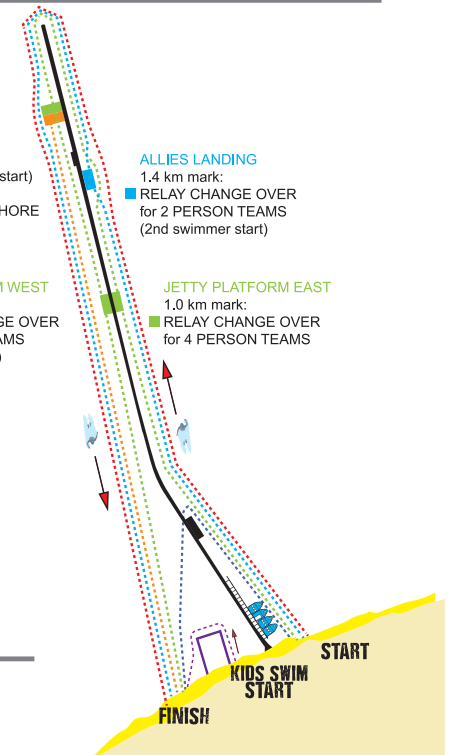 ALLIES LANDING
1.4 km mark:
RELAY CHANGE OVER
for 2 PERSON TEAMS
(2nd swimmer start)
start)
HORE
M WEST
GE OVER
AMS
)
JETTY PLATFORM EAST
1.0 km mark:
RELAY CHANGE OVER
for 4 PERSON TEAMS
START
KIDS SWIM
START
FINISH